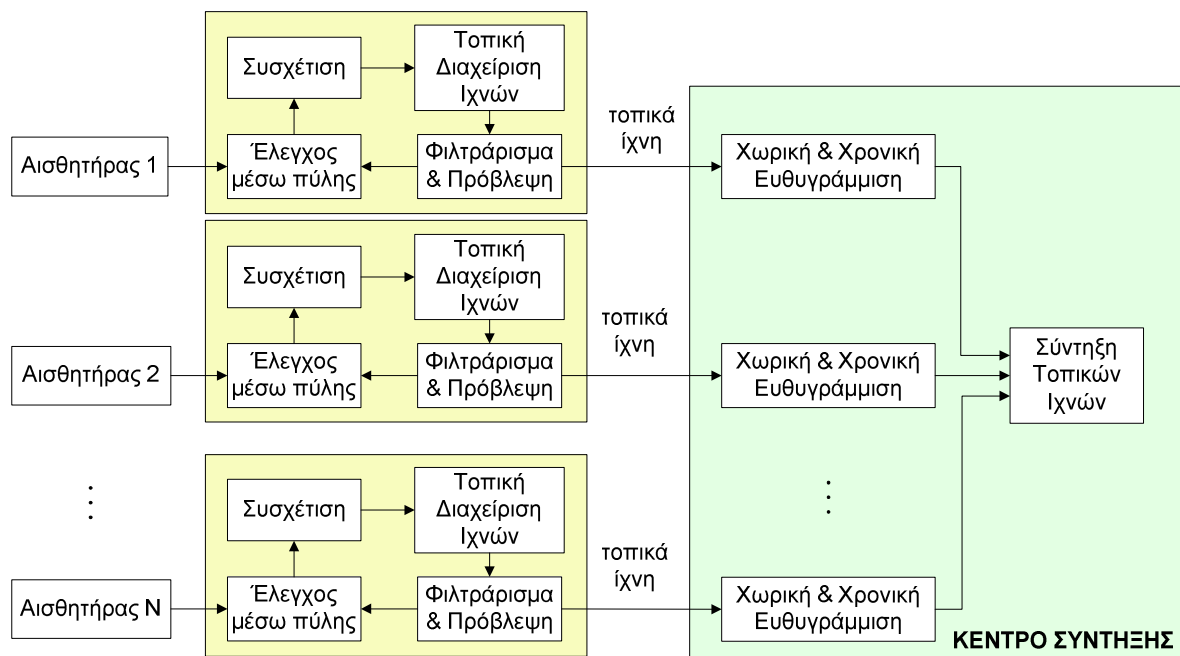 Συσχέτιση
Τοπική
Διαχείριση
Ιχνών
Αισθητήρας 1
Έλεγχος
μέσω πύλης
Φιλτράρισμα
& Πρόβλεψη
τοπικά
ίχνη
Χωρική & Χρονική
Ευθυγράμμιση
Συσχέτιση
Τοπική
Διαχείριση
Ιχνών
Αισθητήρας 2
Έλεγχος
μέσω πύλης
Φιλτράρισμα
& Πρόβλεψη
τοπικά
ίχνη
Χωρική & Χρονική
Ευθυγράμμιση
Σύντηξη
Τοπικών
Ιχνών
Συσχέτιση
Τοπική
Διαχείριση
Ιχνών
Αισθητήρας N
Έλεγχος
μέσω πύλης
Φιλτράρισμα
& Πρόβλεψη
τοπικά
ίχνη
Χωρική & Χρονική
Ευθυγράμμιση
ΚΕΝΤΡΟ ΣΥΝΤΗΞΗΣ